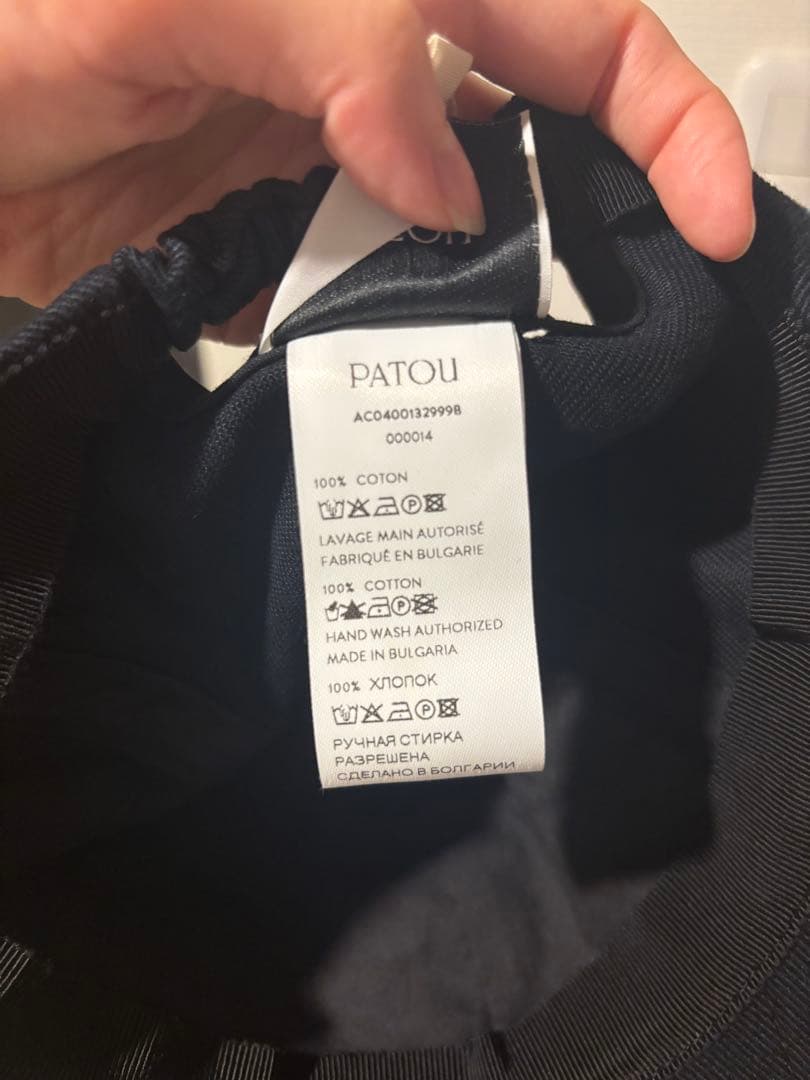 PATOU
AC0400132999B
000014
100% COTON
LAVAGE MAIN AUTORISÉ
FABRIQUÉ EN BULGARIE
100% COTTON
HAND WASH AUTHORIZED
MADE IN BULGARIA
100% ХЛОПОК
РУЧНАЯ СТИРКА
РАЗРЕШЕНА
СДЕЛАНО В БОЛГАРИИ